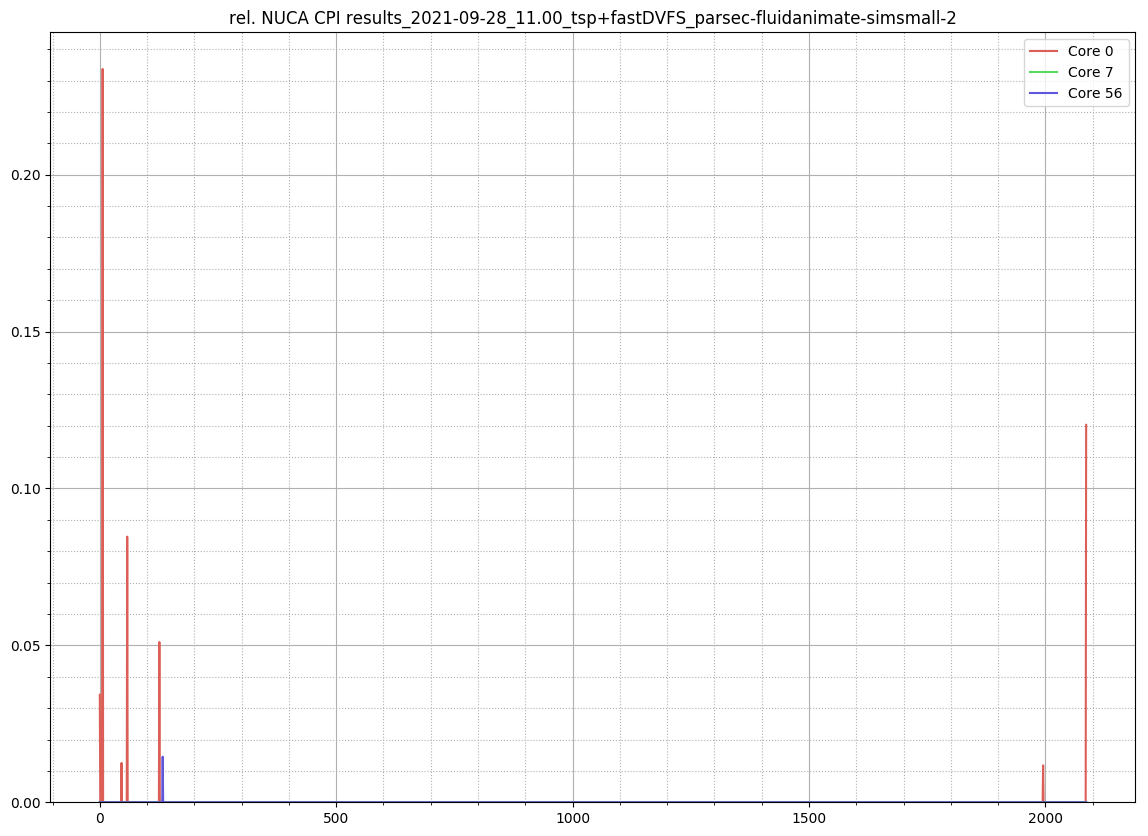 rel. NUCA CPI results_2021-09-28_11.00_tsp+fastDVFS_parsec-fluidanimate-simsmall-2
Core 0
Core 7
Core 56
0.20
0.15
0.10
0.05
0.00
0 500 1000 1500 2000